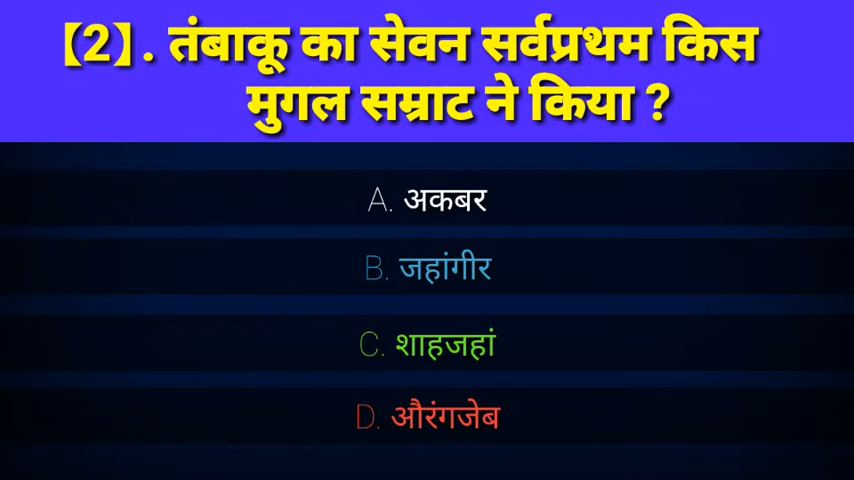 【2】. तंबाकू का सेवन सर्वप्रथम किस
मुगल सम्राट ने किया ?
A. अकबर
B. जहांगीर
C. शाहजहां
D. औरंगजेब